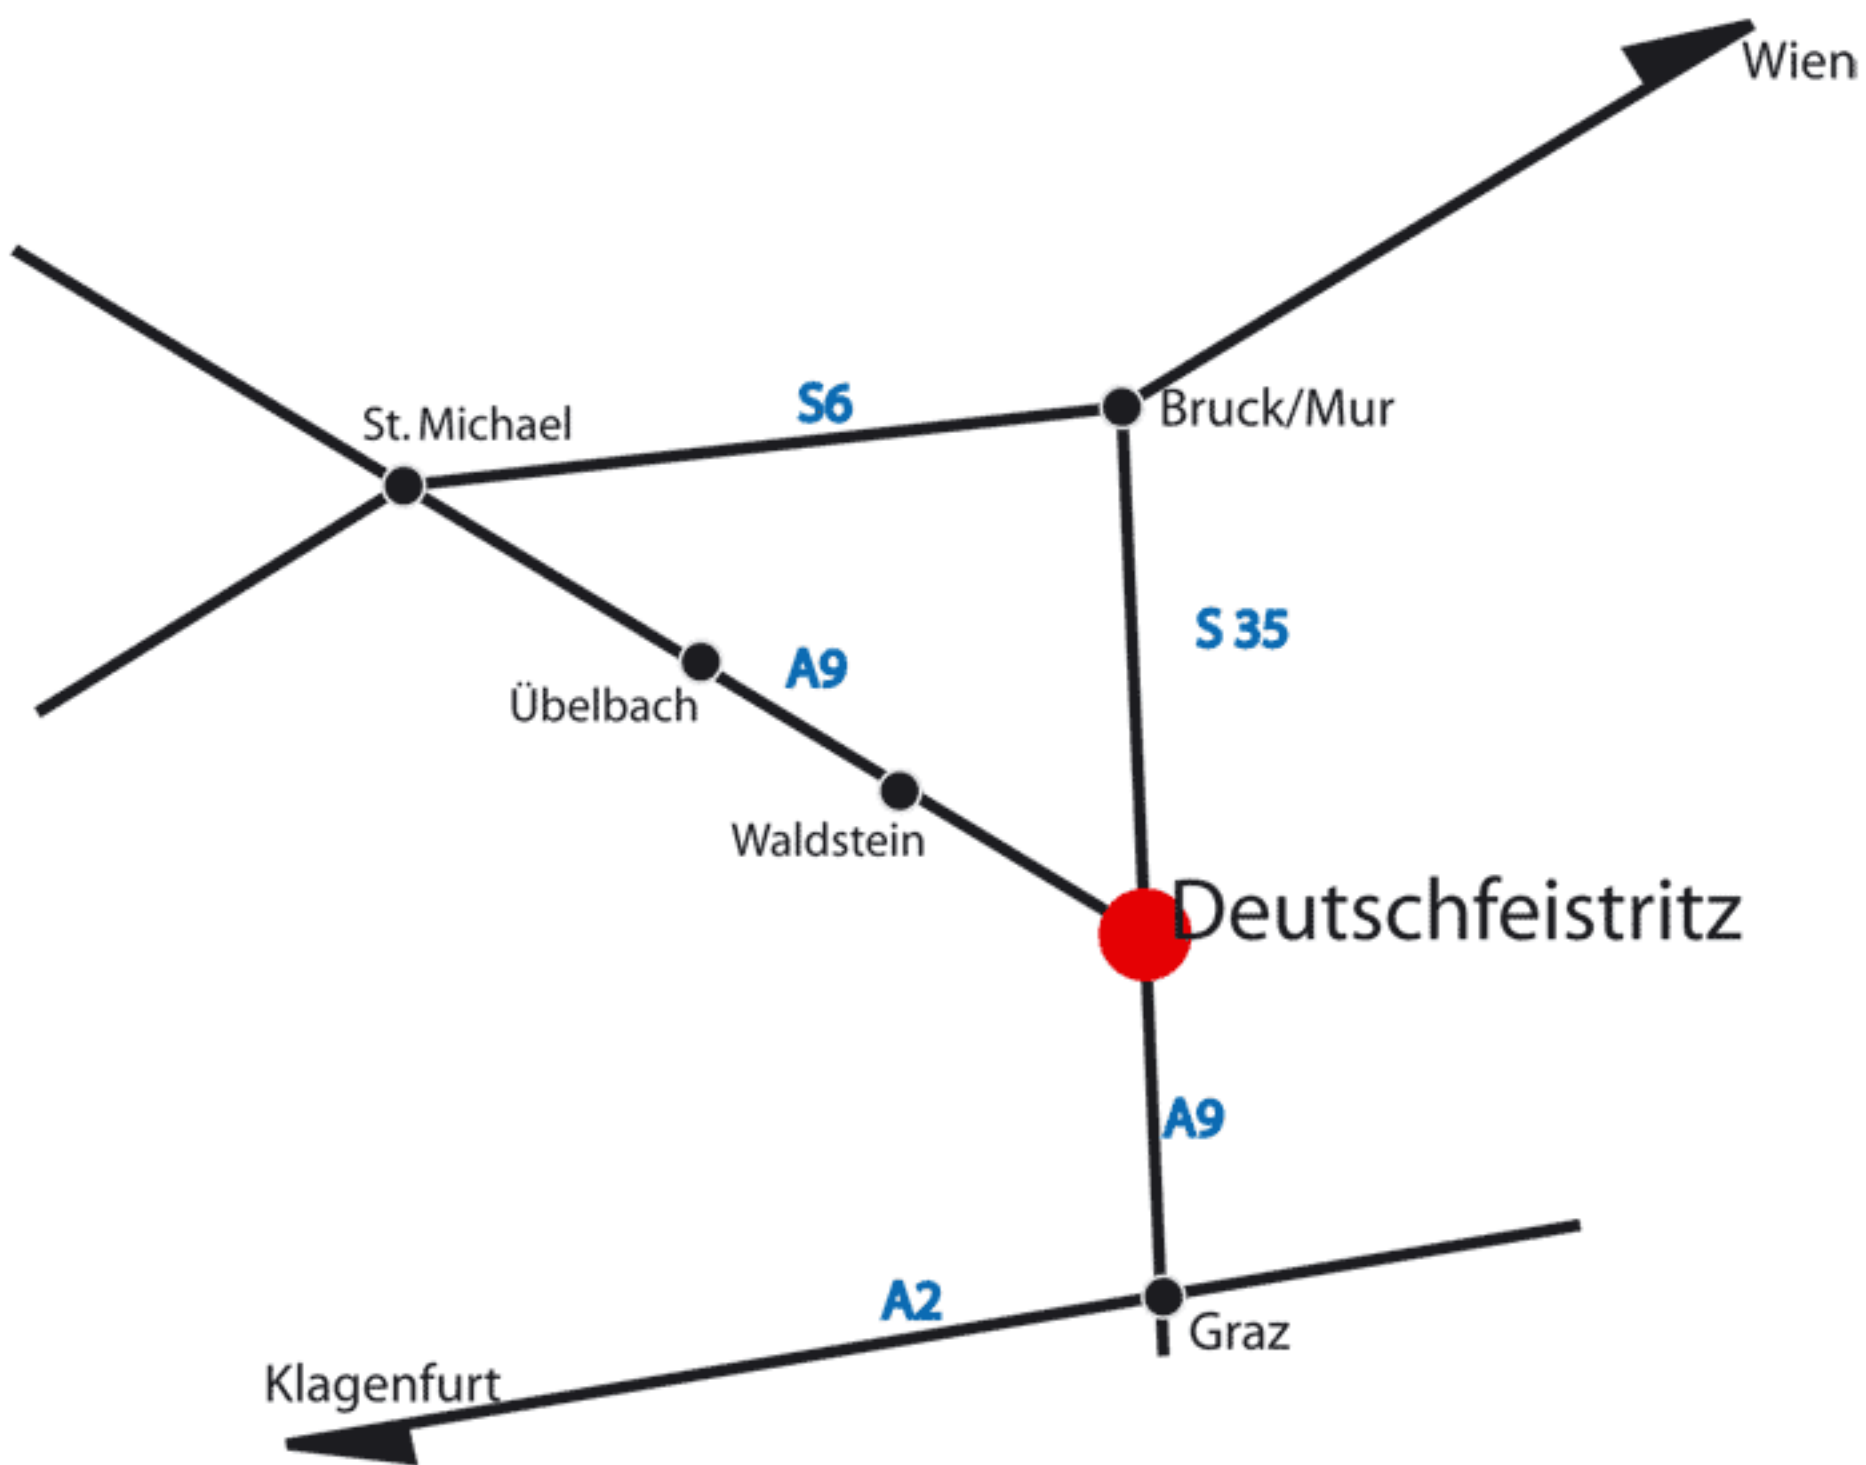 Wien
S6
Bruck/Mur
St. Michael
S 35
A9
Übelbach
Waldstein
Deutschfeistritz
A9
A2
Graz
Klagenfurt